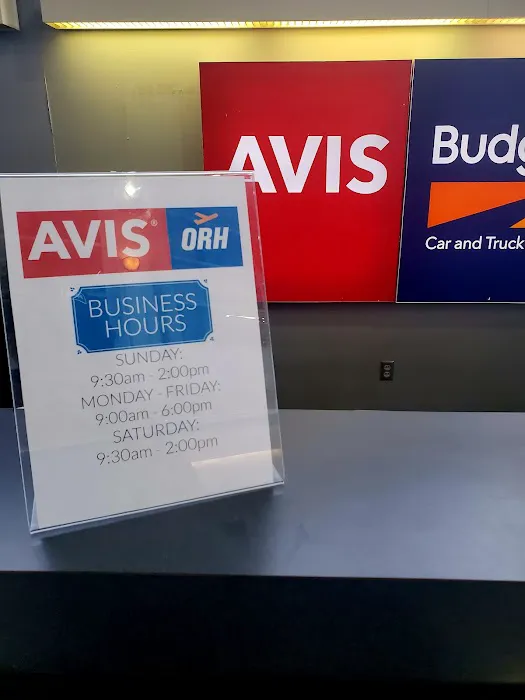 AVIS
Budg
Car and Truck
AVIS®
ORH
BUSINESS
HOURS
SUNDAY:
9:30am - 2:00pm
MONDAY - FRIDAY:
9:00am - 6:00pm
SATURDAY:
9:30am - 2:00pm